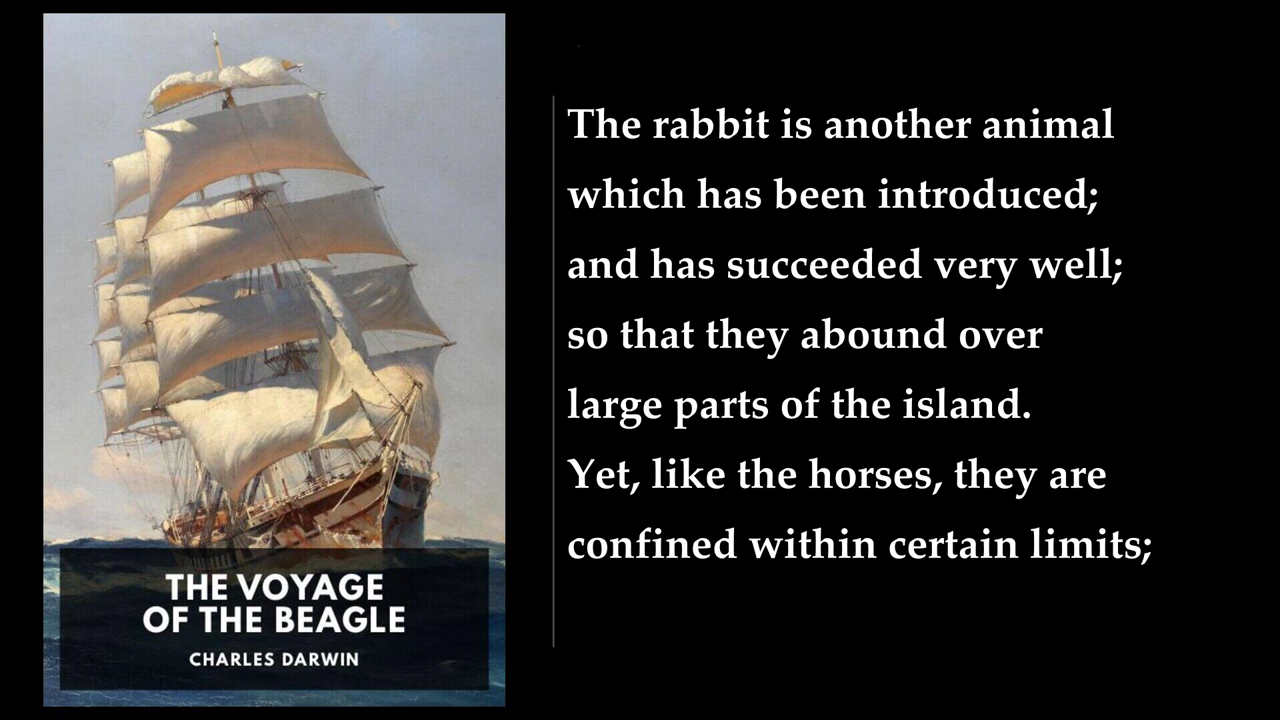 THE VOYAGE
OF THE BEAGLE
CHARLES DARWIN
The rabbit is another animal
which has been introduced;
and has succeeded very well;
so that they abound over
large parts of the island.
Yet, like the horses, they are
confined within certain limits;